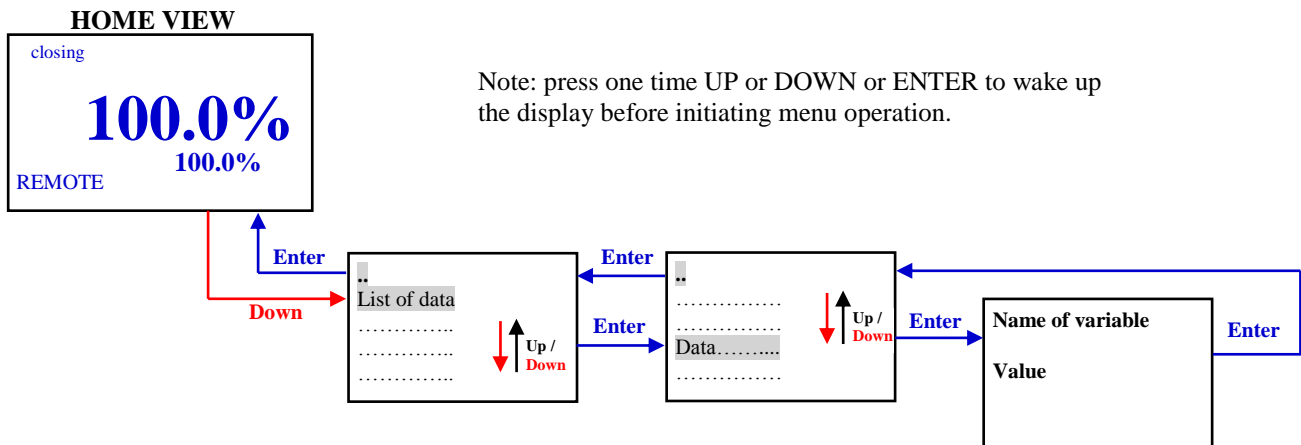 HOME VIEW
closing
100.0%
100.0%
REMOTE
Note: press one time UP or DOWN or ENTER to wake up
the display before initiating menu operation.
Enter
Down
..
List of data
…………..
…………..
…………..
Up /
Down
Enter
Enter
..
……………
……………
Data……....
……………
Up /
Down
Enter
Name of variable
Value
Enter